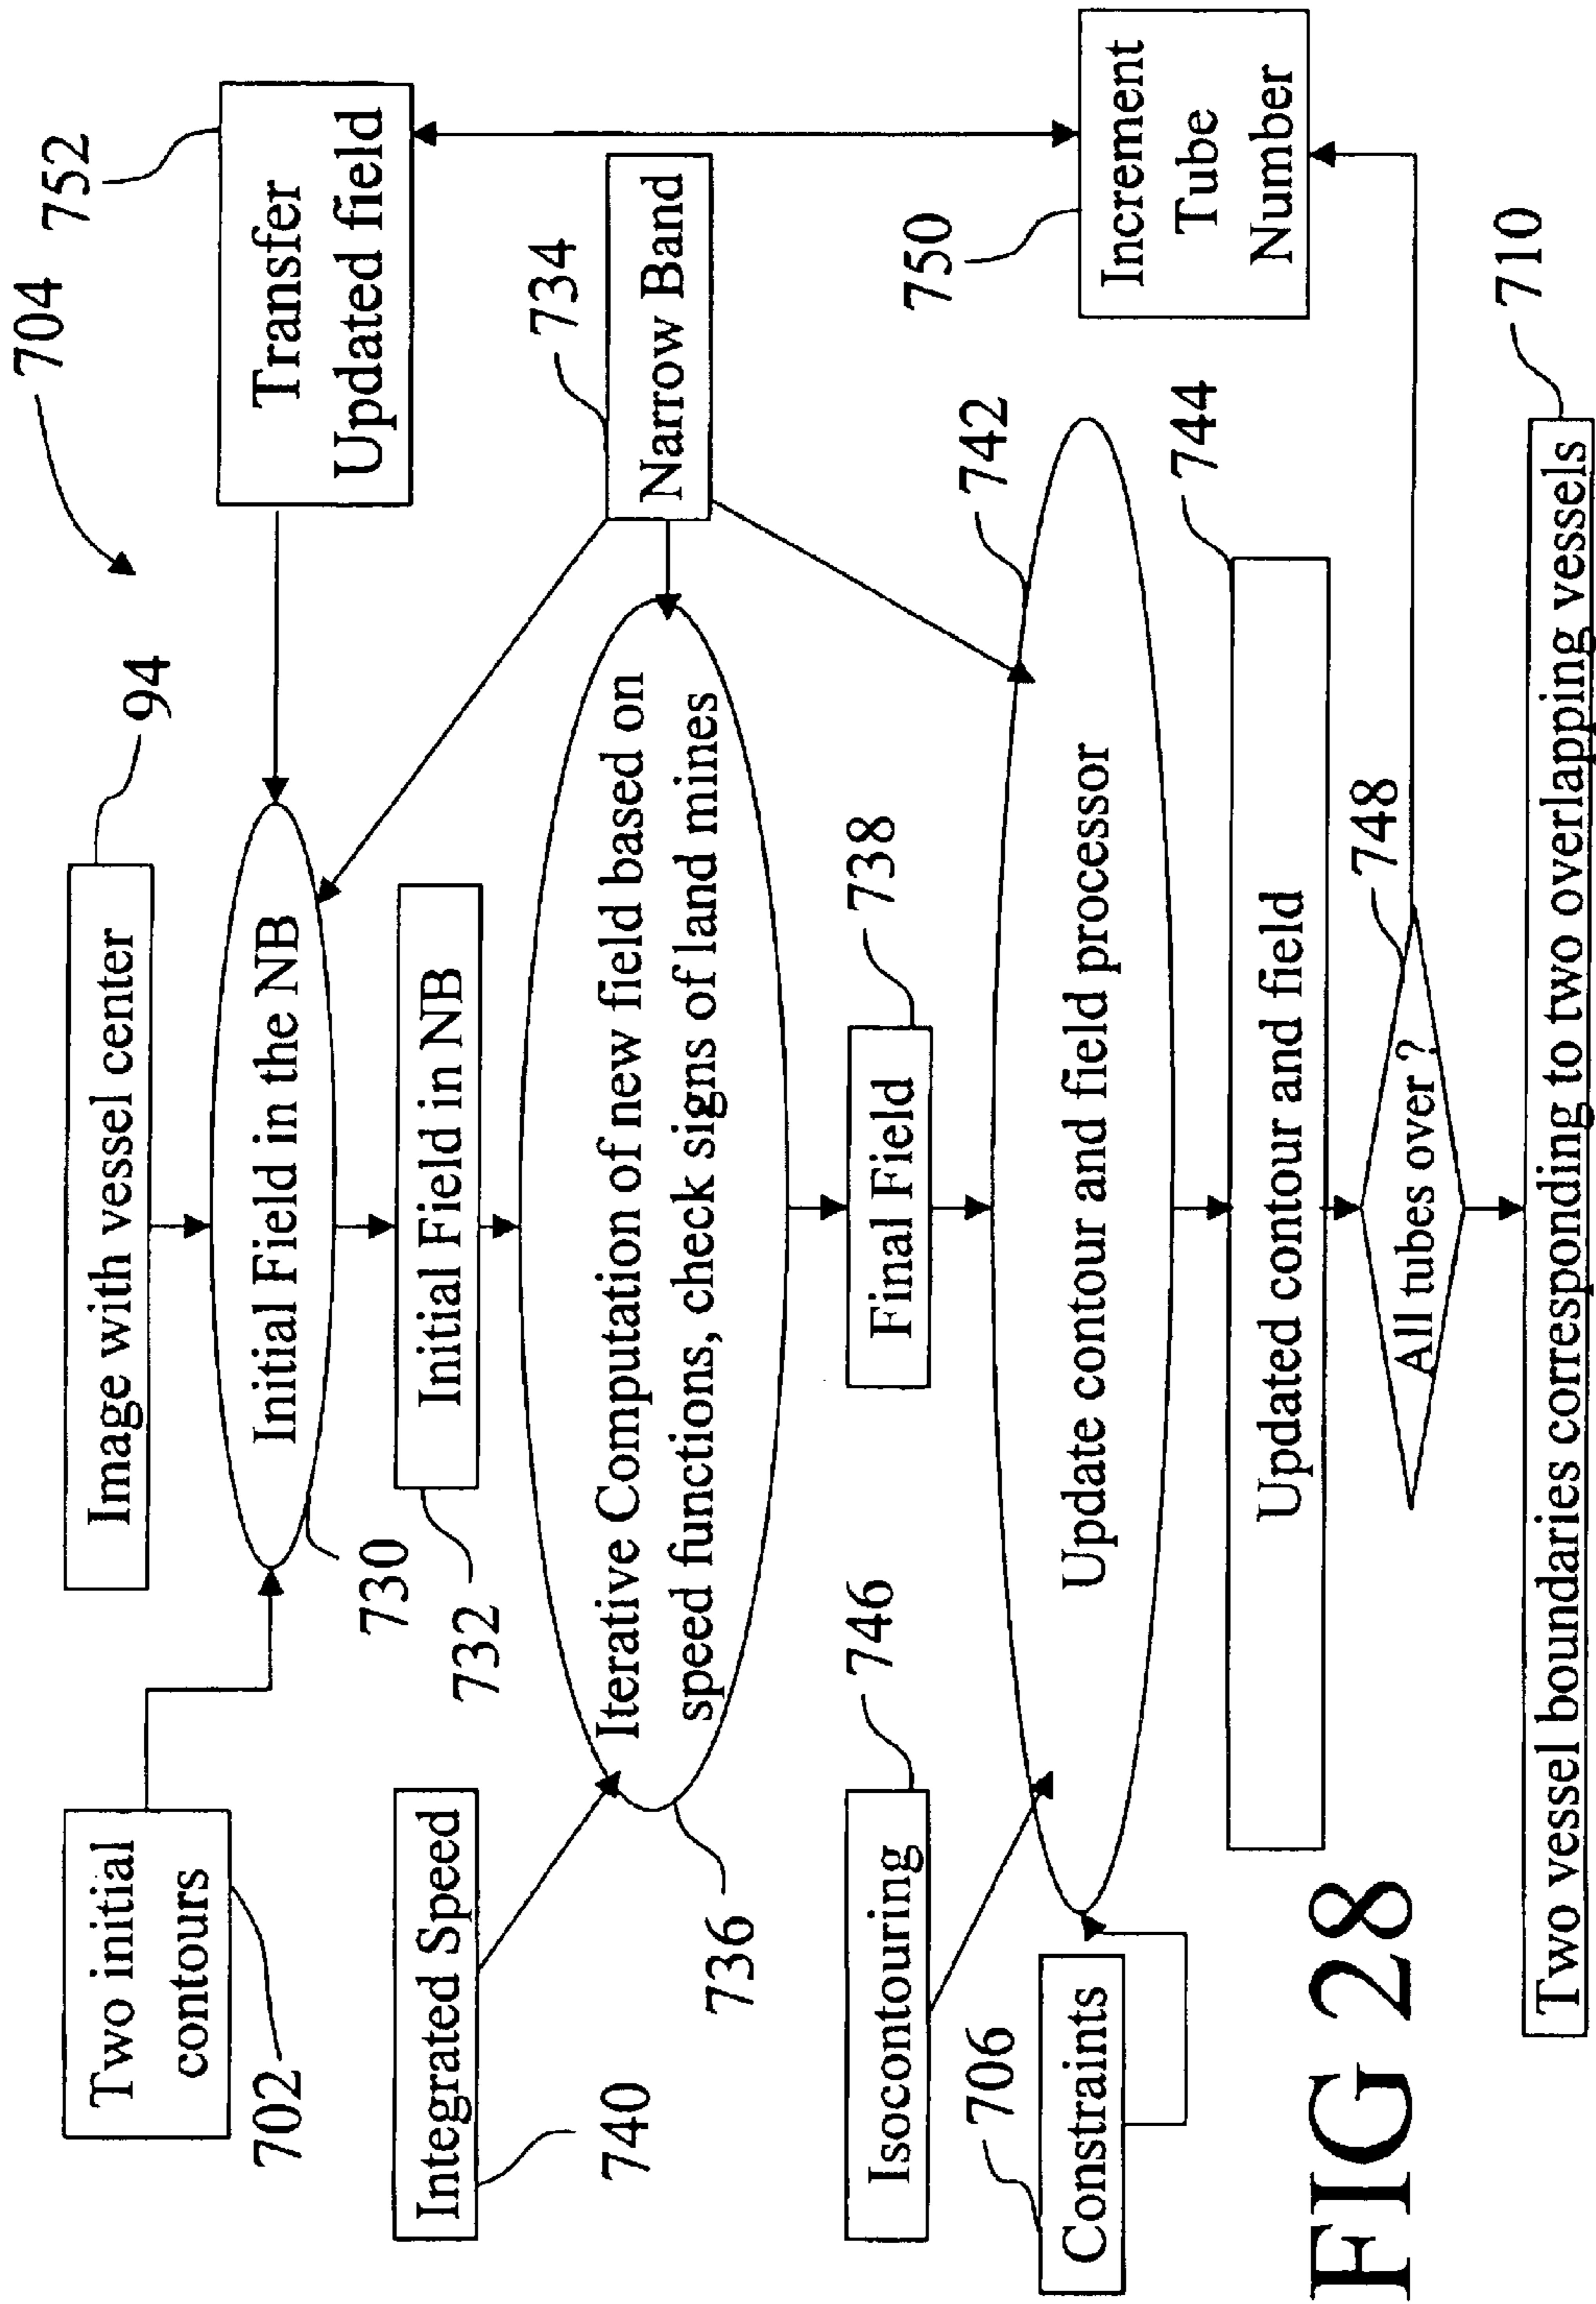 704
Two initial
contours
702
Image with vessel center
94
Transfer
Updated field
752
Initial Field in the NB
730
Initial Field in NB
732
Narrow Band
734
Integrated Speed
740
Iterative Computation of new field based on
speed functions, check signs of land mines
736
Final Field
738
Isocontouring
746
Constraints
706
Update contour and field processor
742
Increment
Tube
Number
750
Updated contour and field
744
All tubes over ?
748
Two vessel boundaries corresponding to two overlapping vessels
710
FIG 28